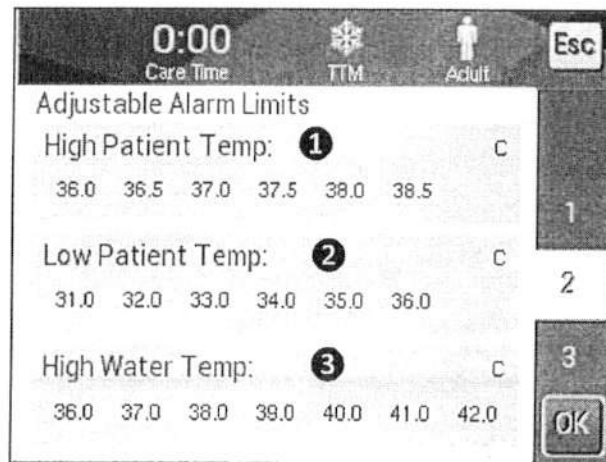 0:00
Care Time
TTM
Adult
Esc
Adjustable Alarm Limits
High Patient Temp: 1 C
36.0 36.5 37.0 37.5 38.0 38.5
Low Patient Temp: 2 C
31.0 32.0 33.0 34.0 35.0 36.0
High Water Temp: 3 C
36.0 37.0 38.0 39.0 40.0 41.0 42.0
1
2
3
OK